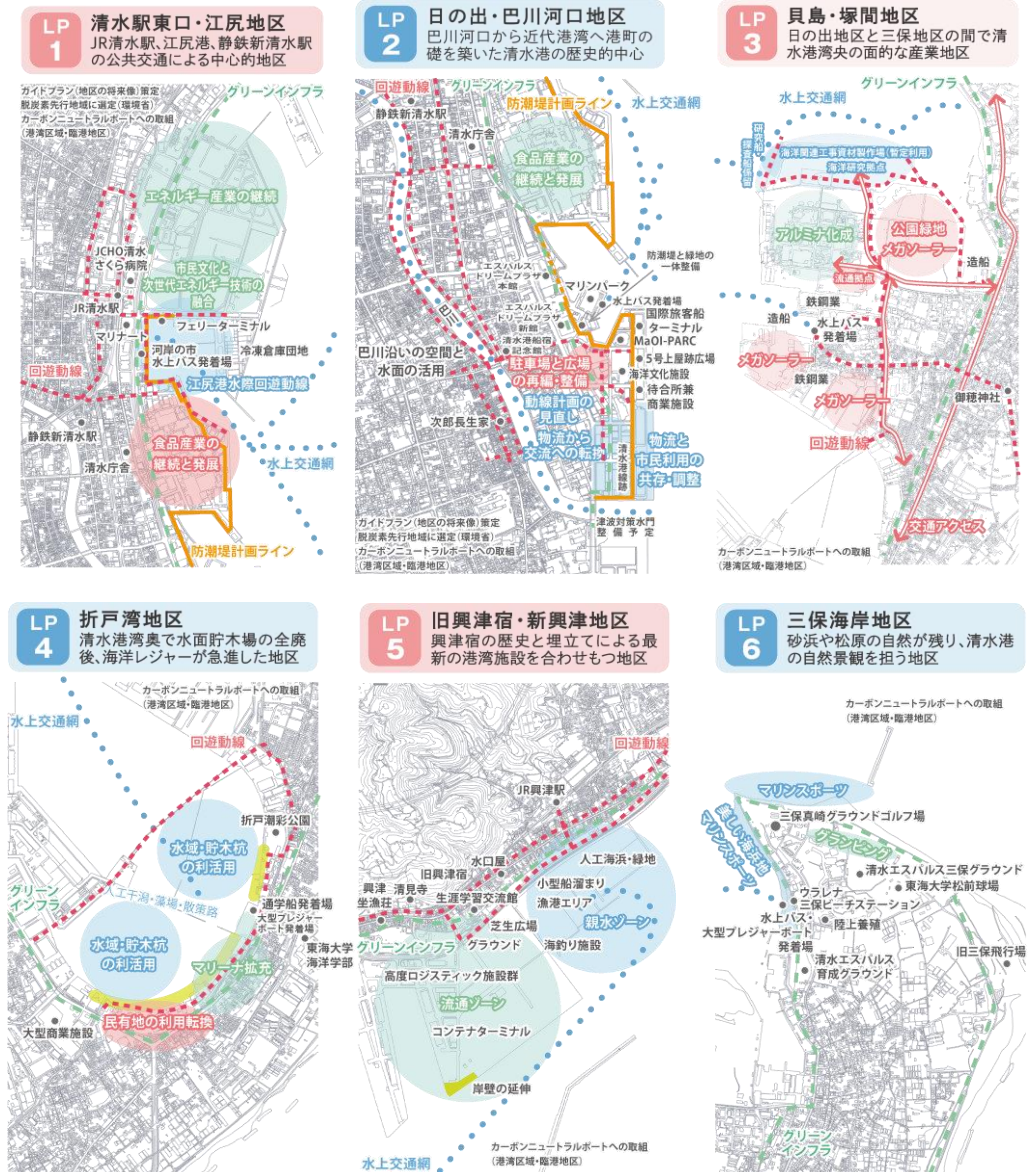 LP
1
清水駅東口・江尻地区
JR清水駅、江尻港、静鉄新清水駅
の公共交通による中心的地区
ガイドプラン(地区の将来像)策定
脱炭素先行地域に選定(環境省)
カーボンニュートラルポートへの取組
(港湾区域・臨港地区)
グリーンインフラ
エネルギー産業の継続
JCHO清水
さくら病院
市民文化と
次世代エネルギー技術の
融合
JR清水駅
マリナート
フェリーターミナル
河岸の市
水上バス発着場
冷凍倉庫団地
回遊動線
江尻港水際回遊動線
静鉄新清水駅
食品産業の
継続と発展
清水庁舎
水上交通網
防潮堤計画ライン
LP
2
日の出・巴川河口地区
巴川河口から近代港湾へ港町の
礎を築いた清水港の歴史的中心
回遊動線
グリーンインフラ
静鉄新清水駅
防潮堤計画ライン
水上交通網
清水庁舎
食品産業の
継続と発展
防潮堤と緑地の
一体整備
エスパルス
ドリームプラザ
本館
マリンパーク
水上バス発着場
エスパルス
ドリームプラザ
新館
国際旅客船
ターミナル
巴川
清水港船宿
記念館
MaOI-PARC
巴川沿いの空間と
水面の活用
駐車場と広場
の再編・整備
5号上屋跡広場
海洋文化施設
動線計画の
見直し
待合所兼
商業施設
次郎長生家
物流から
交流への転換
清水港線跡
物流と
市民利用の
共存・調整
ガイドプラン(地区の将来像)策定
脱炭素先行地域に選定(環境省)
カーボンニュートラルポートへの取組
(港湾区域・臨港地区)
津波対策水門
整備予定
LP
3
貝島・塚間地区
日の出地区と三保地区の間で清
水港湾央の面的な産業地区
グリーンインフラ
水上交通網
研究船・
探査船係留
海洋関連工事資材製作場(暫定利用)
海洋研究拠点
アルミナ化成
公園緑地
メガソーラー
流通拠点
造船
鉄鋼業
造船
水上バス
発着場
メガソーラー
鉄鋼業
メガソーラー
御穂神社
回遊動線
交通アクセス
カーボンニュートラルポートへの取組
(港湾区域・臨港地区)
LP
4
折戸湾地区
清水港湾奥で水面貯木場の全廃
後、海洋レジャーが急進した地区
カーボンニュートラルポートへの取組
(港湾区域・臨港地区)
水上交通網
回遊動線
折戸潮彩公園
水域・貯木杭
の利活用
グリーン
インフラ
人工干潟・藻場・散策路
通学船発着場
大型プレジャー
ボート発着場
水域・貯木杭
の利活用
東海大学
海洋学部
マリーナ拡充
民有地の利用転換
大型商業施設
LP
5
旧興津宿・新興津地区
興津宿の歴史と埋立てによる最
新の港湾施設を合わせもつ地区
回遊動線
JR興津駅
水口屋
人工海浜・緑地
旧興津宿
小型船溜まり
興津
坐漁荘
清見寺
生涯学習交流館
漁港エリア
芝生広場
親水ゾーン
グリーンインフラ
グラウンド
海釣り施設
高度ロジスティック施設群
流通ゾーン
コンテナターミナル
岸壁の延伸
カーボンニュートラルポートへの取組
(港湾区域・臨港地区)
水上交通網
LP
6
三保海岸地区
砂浜や松原の自然が残り、清水港
の自然景観を担う地区
カーボンニュートラルポートへの取組
(港湾区域・臨港地区)
マリンスポーツ
美しい海浜地
マリンスポーツ
三保真崎グラウンドゴルフ場
グランピング
清水エスパルス三保グラウンド
東海大学松前球場
ウラレナ
三保ビーチステーション
水上バス・
大型プレジャーボート
発着場
陸上養殖
清水エスパルス
育成グラウンド
旧三保飛行場
グリーン
インフラ